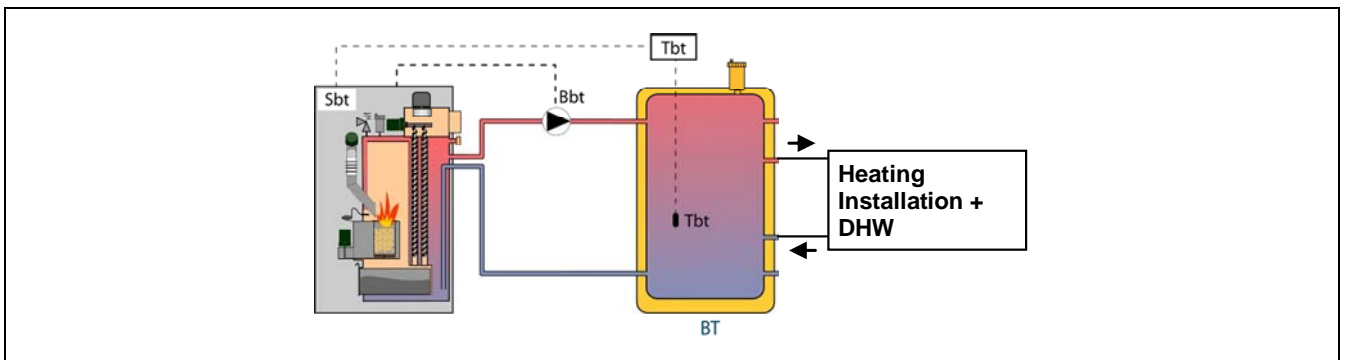 Tbt
Sbt
Bbt
Heating
Installation +
DHW
Tbt
BT